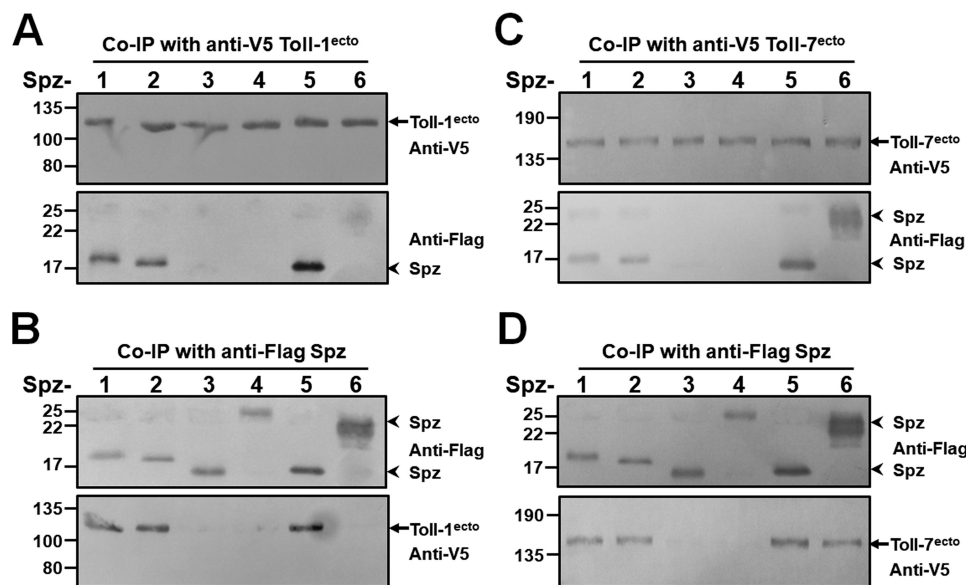 A
Co-IP with anti-V5 Toll-1ecto
Spz- 1 2 3 4 5 6
135
100
80
Toll-1ecto
Anti-V5
25
22
17
Anti-Flag
Spz
B
Co-IP with anti-Flag Spz
Spz- 1 2 3 4 5 6
25
22
17
Spz
Anti-Flag
Spz
135
100
80
Toll-1ecto
Anti-V5
C
Co-IP with anti-V5 Toll-7ecto
Spz- 1 2 3 4 5 6
190
135
Toll-7ecto
Anti-V5
25
22
17
Spz
Anti-Flag
Spz
D
Co-IP with anti-Flag Spz
Spz- 1 2 3 4 5 6
25
22
17
Spz
Anti-Flag
Spz
190
135
Toll-7ecto
Anti-V5